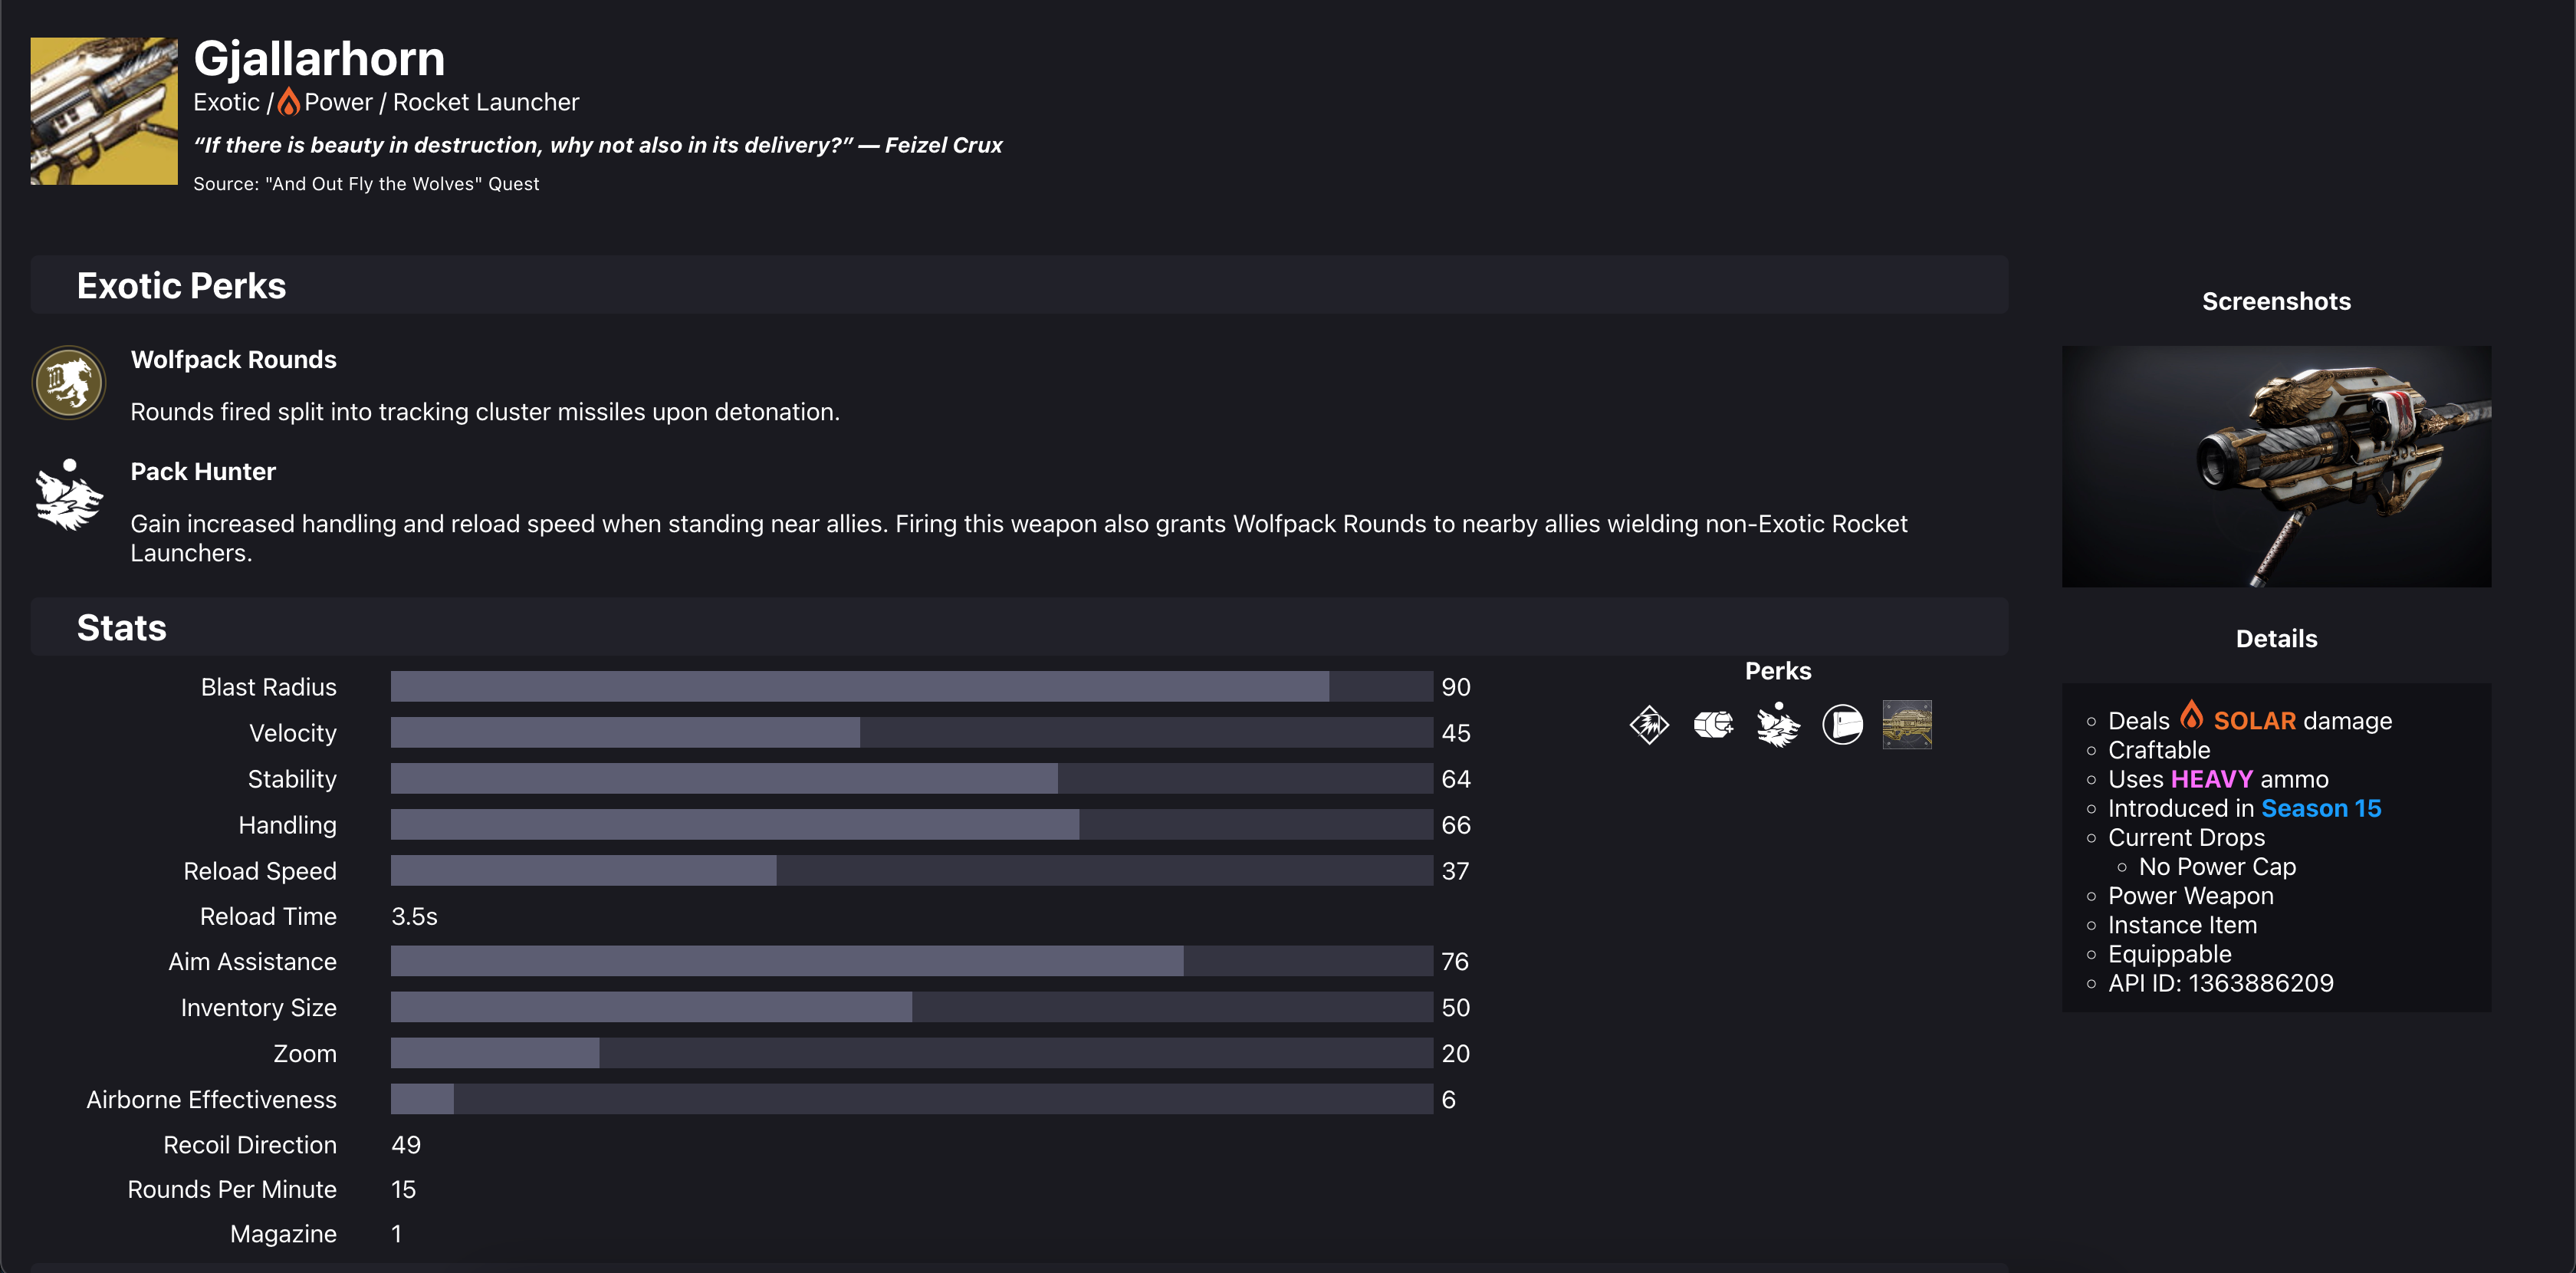 Gjallarhorn
Exotic / Power / Rocket Launcher
“If there is beauty in destruction, why not also in its delivery?” — Feizel Crux
Source: "And Out Fly the Wolves" Quest
Exotic Perks
Wolfpack Rounds
Rounds fired split into tracking cluster missiles upon detonation.
Pack Hunter
Gain increased handling and reload speed when standing near allies. Firing this weapon also grants Wolfpack Rounds to nearby allies wielding non-Exotic Rocket
Launchers.
Stats
Blast Radius 90
Velocity 45
Stability 64
Handling 66
Reload Speed 37
Reload Time 3.5s
Aim Assistance 76
Inventory Size 50
Zoom 20
Airborne Effectiveness 6
Recoil Direction 49
Rounds Per Minute 15
Magazine 1
Perks
Screenshots
Details
Deals SOLAR damage
Craftable
Uses HEAVY ammo
Introduced in Season 15
Current Drops
No Power Cap
Power Weapon
Instance Item
Equippable
API ID: 1363886209